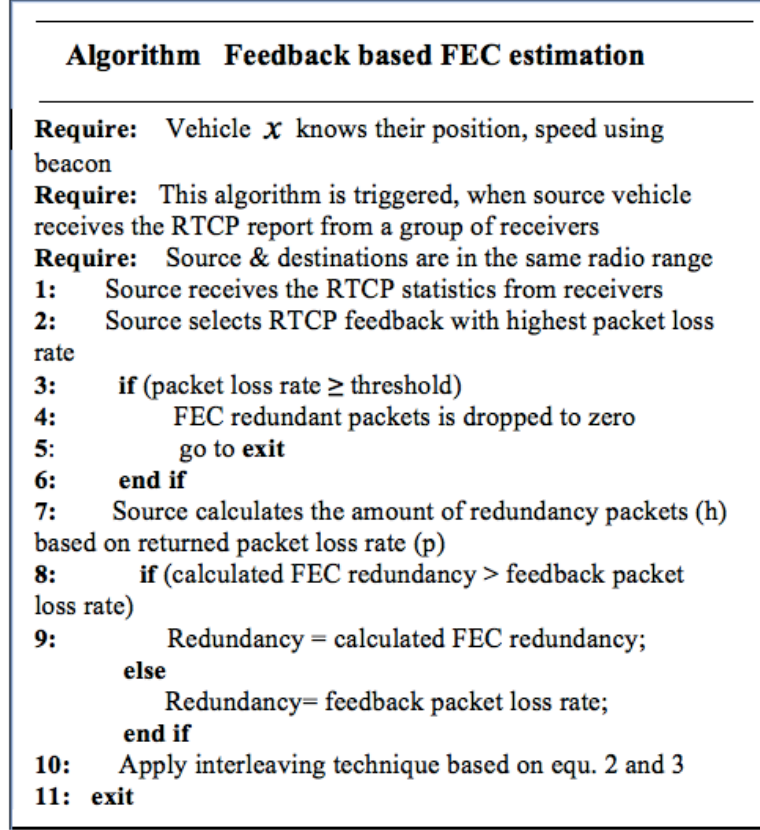 Algorithm Feedback based FEC estimation
Require: Vehicle x knows their position, speed using
beacon
Require: This algorithm is triggered, when source vehicle
receives the RTCP report from a group of receivers
Require: Source & destinations are in the same radio range
1: Source receives the RTCP statistics from receivers
2: Source selects RTCP feedback with highest packet loss
rate
3: if (packet loss rate ≥ threshold)
4: FEC redundant packets is dropped to zero
5: go to exit
6: end if
7: Source calculates the amount of redundancy packets (h)
based on returned packet loss rate (p)
8: if (calculated FEC redundancy > feedback packet
loss rate)
9: Redundancy = calculated FEC redundancy;
else
Redundancy= feedback packet loss rate;
end if
10: Apply interleaving technique based on equ. 2 and 3
11: exit